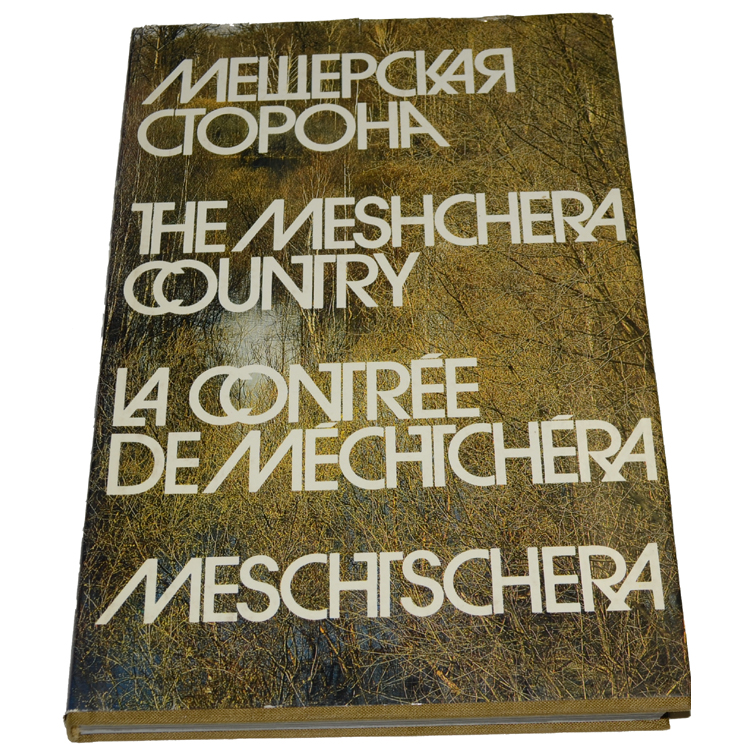 МЕЩЕРСКАЯ
СТОРОНА
THE MESHCHERA
COUNTRY
LA CONTRÉE
DE MÉCHTCHÉRA
MESCHTSCHERA